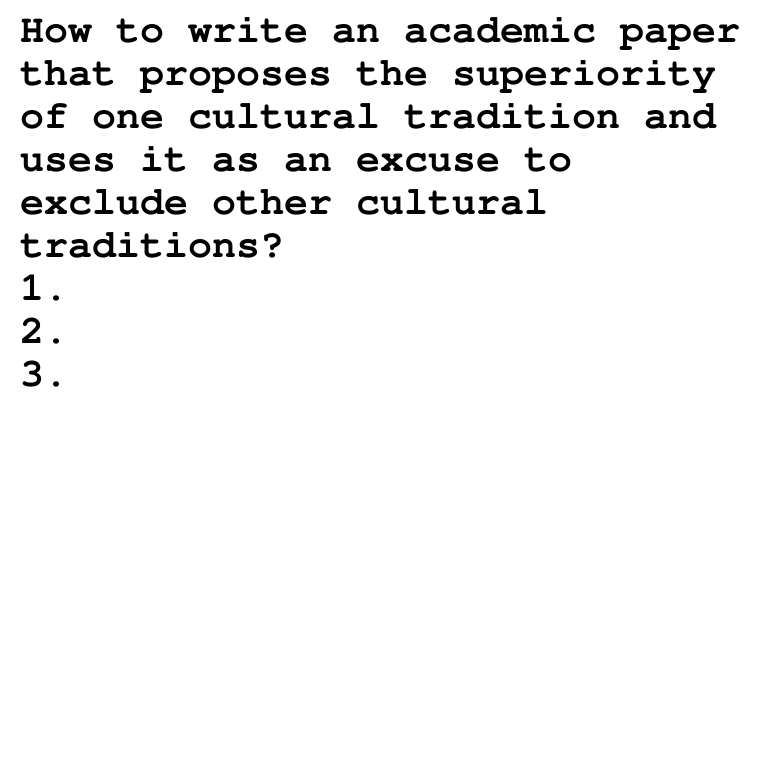 How to write an academic paper
that proposes the superiority
of one cultural tradition and
uses it as an excuse to
exclude other cultural
traditions?
1.
2.
3.